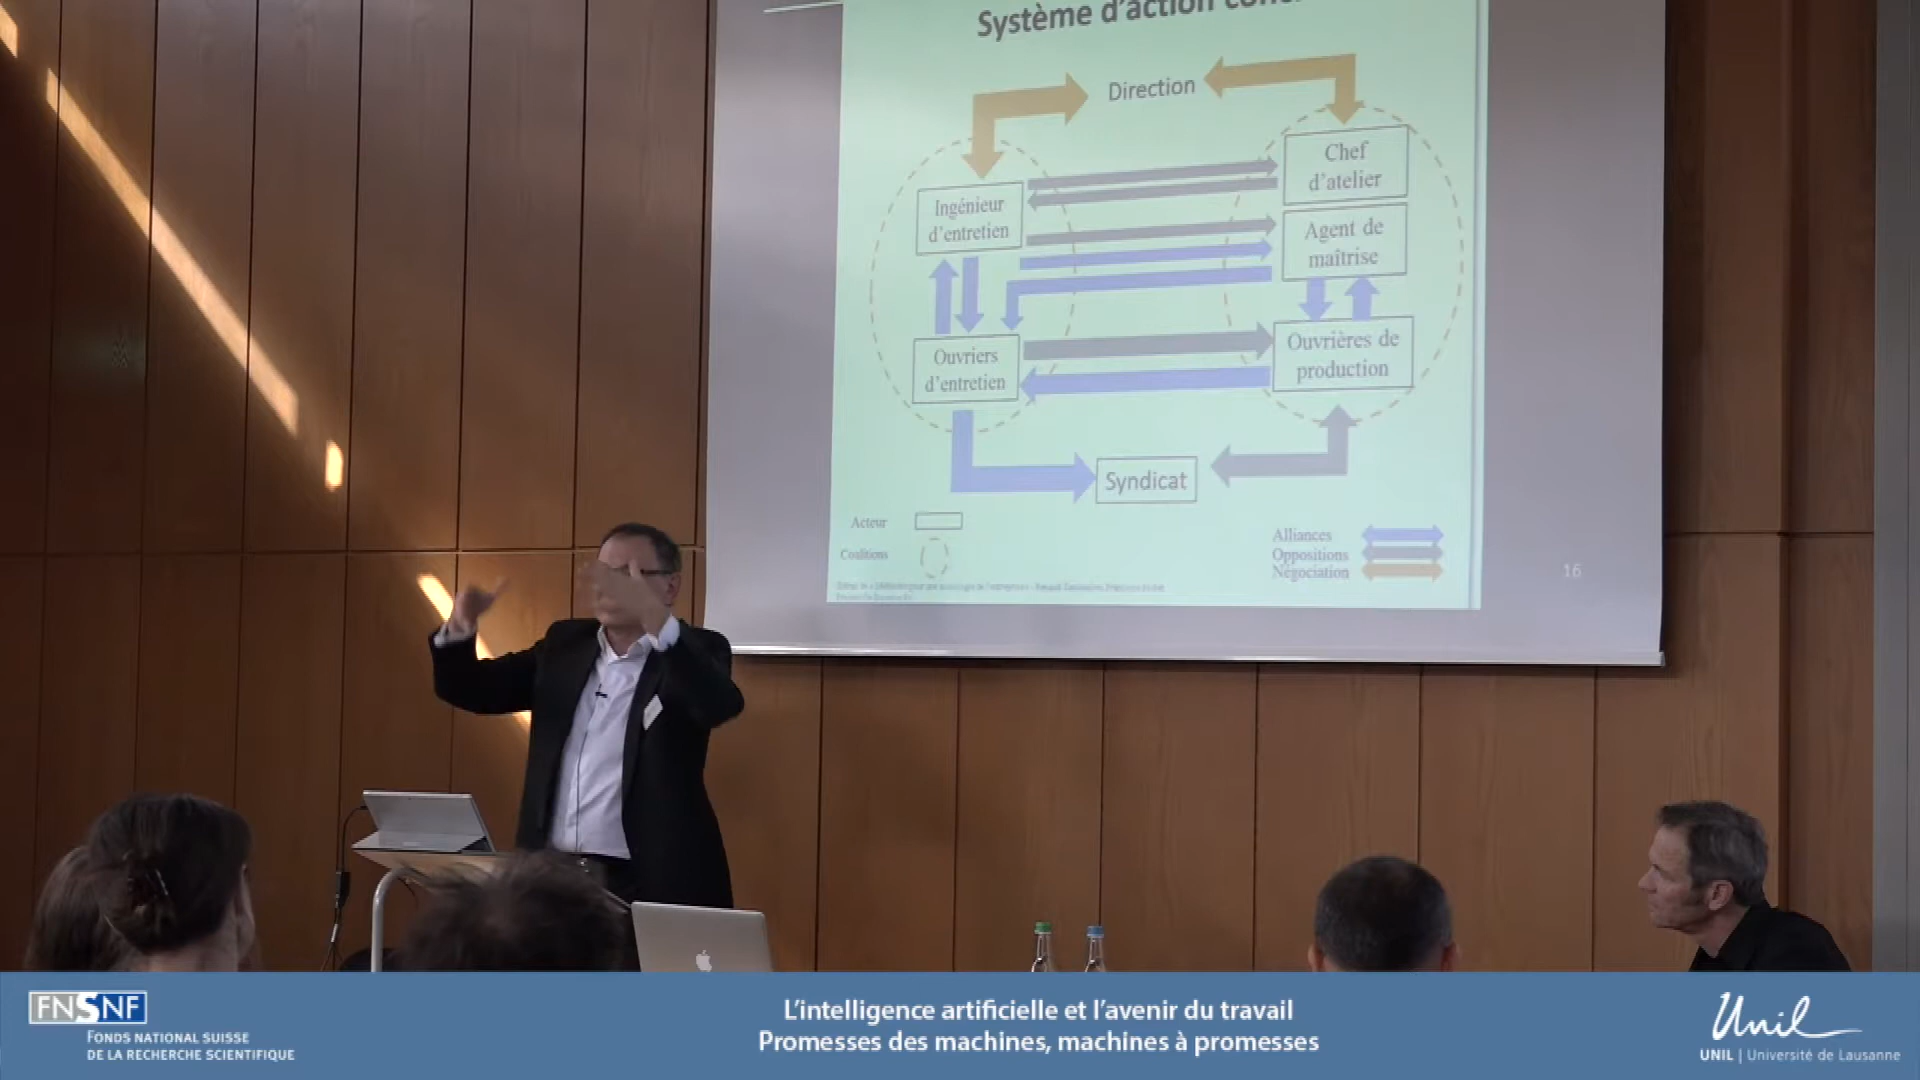 Système d'action
Direction
Chef
d'atelier
Ingénieur
d'entretien
Agent de
maîtrise
Ouvriers
d'entretien
Ouvrières de
production
Syndicat
Acteur
Coalitions
Alliances
Oppositions
Négociation
16
FNSNF
FONDS NATIONAL SUISSE
DE LA RECHERCHE SCIENTIFIQUE
L'intelligence artificielle et l'avenir du travail
Promesses des machines, machines à promesses
Unil
UNIL | Université de Lausanne